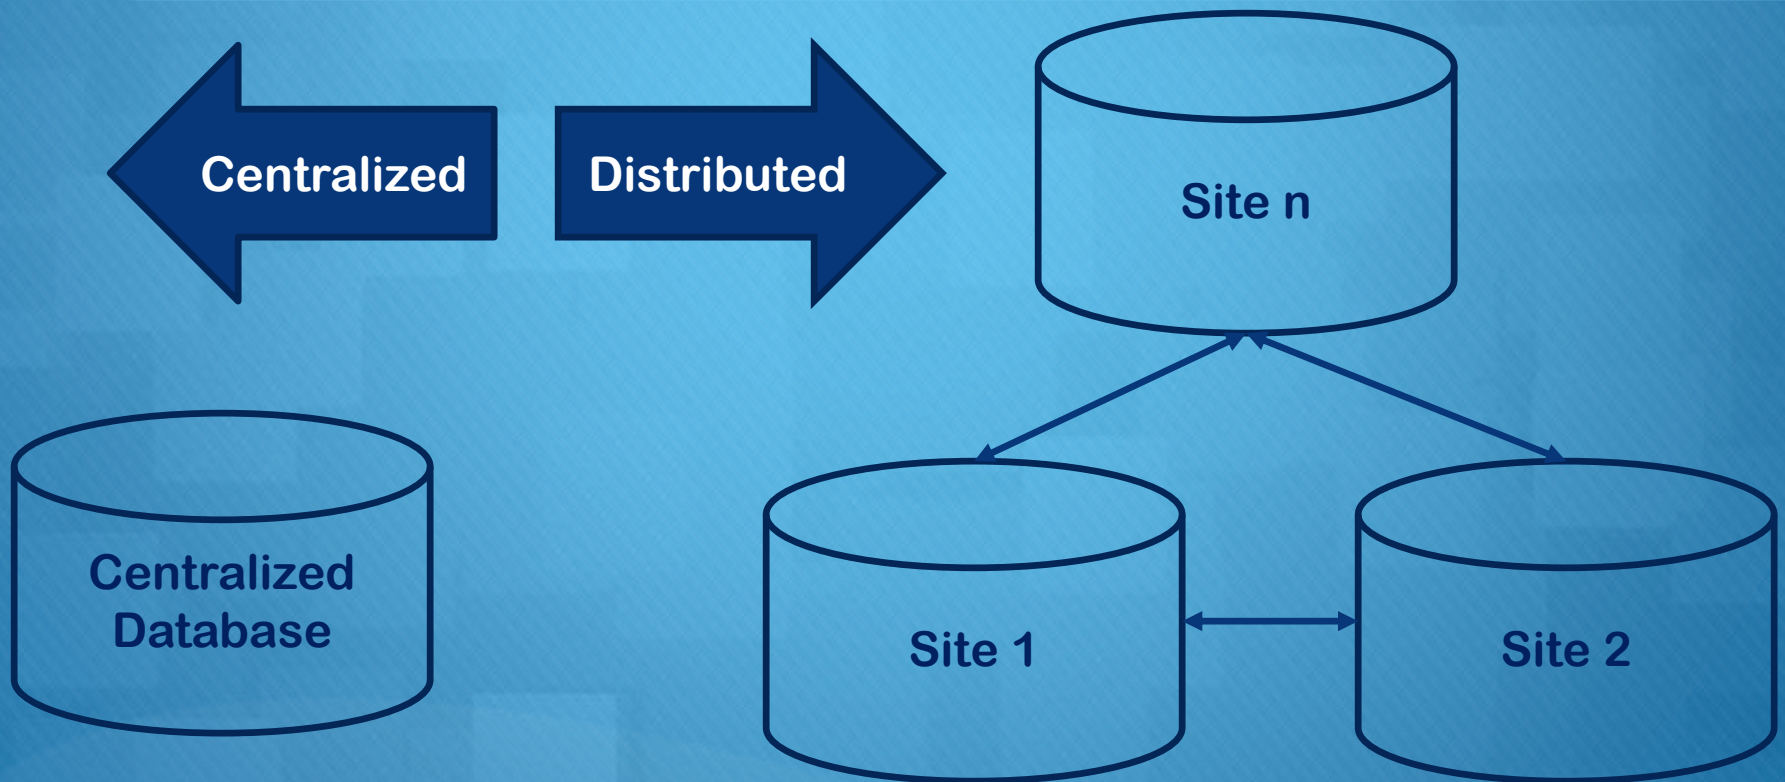 Centralized
Distributed
Site n
Centralized
Database
Site 1
Site 2